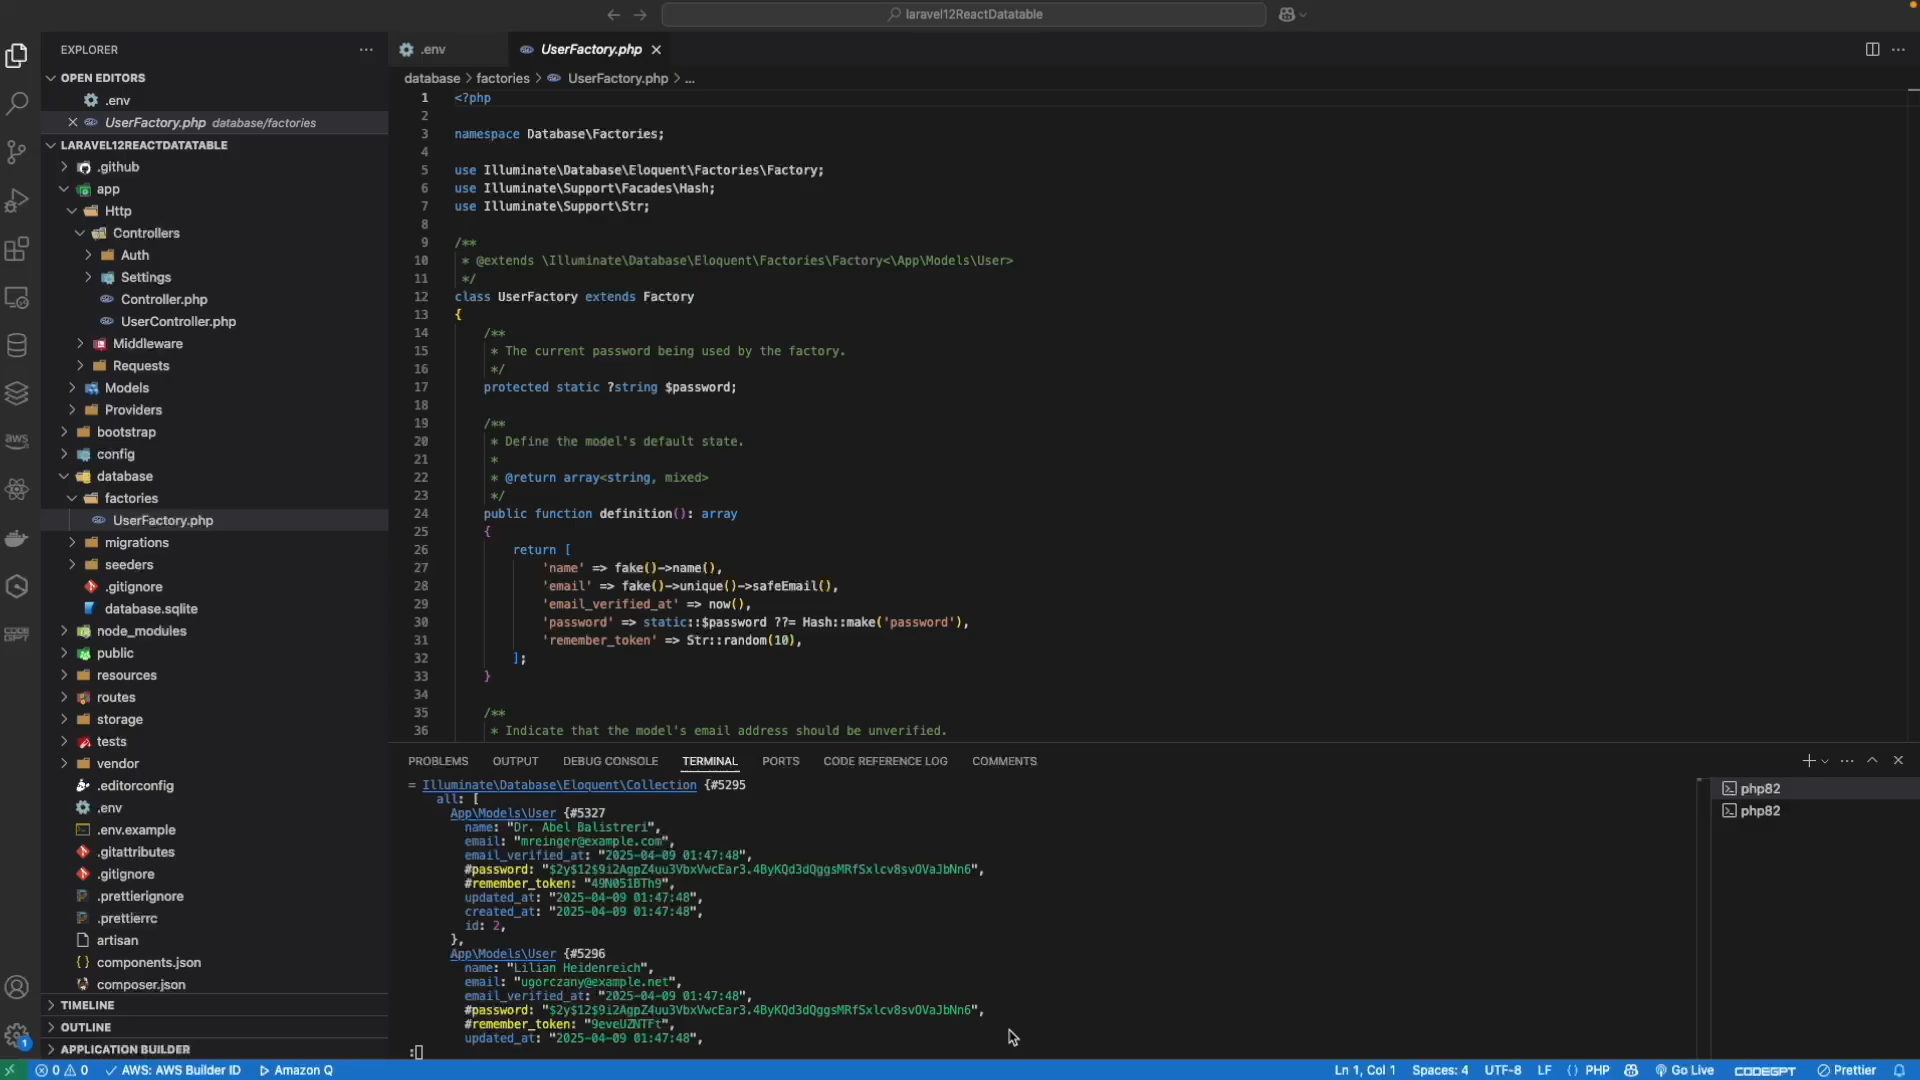 laravel12ReactDatatable
EXPLORER
OPEN EDITORS
.env
UserFactory.php database/factories
LARAVEL12REACTDATATABLE
.github
app
Http
Controllers
Auth
Settings
Controller.php
UserController.php
Middleware
Requests
Models
Providers
bootstrap
config
database
factories
UserFactory.php
migrations
seeders
.gitignore
database.sqlite
node_modules
public
resources
routes
storage
tests
vendor
.editorconfig
.env
.env.example
.gitattributes
.gitignore
.prettierignore
.prettierrc
artisan
components.json
composer.json
TIMELINE
OUTLINE
APPLICATION BUILDER
aws
CODE GPT
1
.env UserFactory.php
database > factories > UserFactory.php > ...
1 <?php
2
3 namespace Database\Factories;
4
5 use Illuminate\Database\Eloquent\Factories\Factory;
6 use Illuminate\Support\Facades\Hash;
7 use Illuminate\Support\Str;
8
9 /**
10 * @extends \Illuminate\Database\Eloquent\Factories\Factory<\App\Models\User>
11 */
12 class UserFactory extends Factory
13 {
14 /**
15 * The current password being used by the factory.
16 */
17 protected static ?string $password;
18
19 /**
20 * Define the model's default state.
21 *
22 * @return array<string, mixed>
23 */
24 public function definition(): array
25 {
26 return [
27 'name' => fake()->name(),
28 'email' => fake()->unique()->safeEmail(),
29 'email_verified_at' => now(),
30 'password' => static::$password ??= Hash::make('password'),
31 'remember_token' => Str::random(10),
32 ];
33 }
34
35 /**
36 * Indicate that the model's email address should be unverified.
PROBLEMS OUTPUT DEBUG CONSOLE TERMINAL PORTS CODE REFERENCE LOG COMMENTS
= Illuminate\Database\Eloquent\Collection {#5295
all: [
App\Models\User {#5327
name: "Dr. Abel Balistreri",
email: "mreinger@example.com",
email_verified_at: "2025-04-09 01:47:48",
#password: "$2y$12$9i2AgpZ4uu3VbxVwcEar3.4ByKQd3dQggsMRfSxlcv8svOVaJbNn6",
#remember_token: "49N051BTh9",
updated_at: "2025-04-09 01:47:48",
created_at: "2025-04-09 01:47:48",
id: 2,
},
App\Models\User {#5296
name: "Lilian Heidenreich",
email: "ugorczany@example.net",
email_verified_at: "2025-04-09 01:47:48",
#password: "$2y$12$9i2AgpZ4uu3VbxVwcEar3.4ByKQd3dQggsMRfSxlcv8svOVaJbNn6",
#remember_token: "9eveUZNTFt",
updated_at: "2025-04-09 01:47:48",
:
php82
php82
0 0 AWS: AWS Builder ID Amazon Q
Ln 1, Col 1 Spaces: 4 UTF-8 LF { } PHP Go Live CODEGPT Prettier